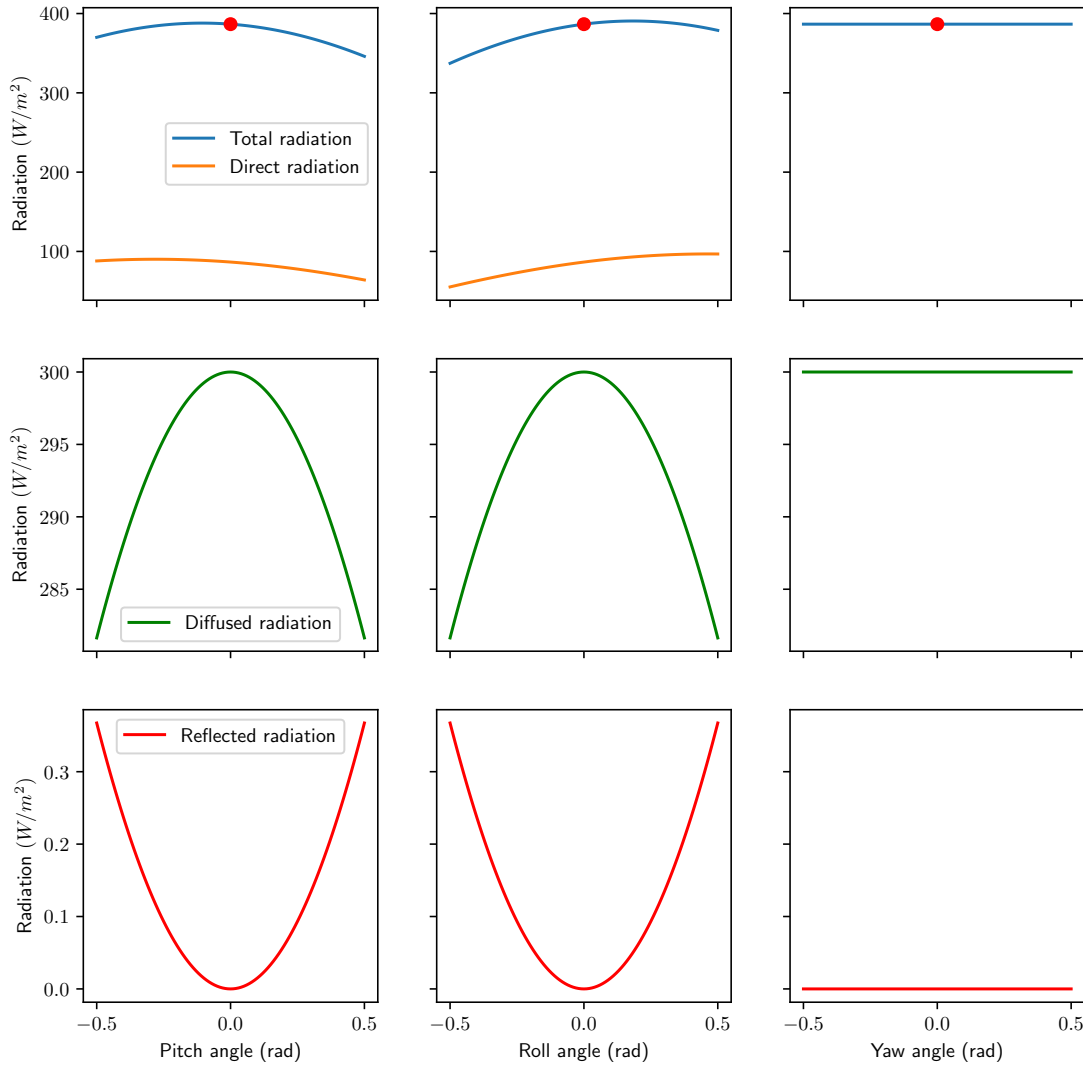 400
300
200
100
Radiation (W/m²)
Total radiation
Direct radiation
−0.5
0.0
0.5
300
295
290
285
Radiation (W/m²)
Diffused radiation
0.3
0.2
0.1
0.0
Radiation (W/m²)
Reflected radiation
−0.5 0.0 0.5 −0.5 0.0 0.5
Pitch angle (rad) Roll angle (rad) Yaw angle (rad)